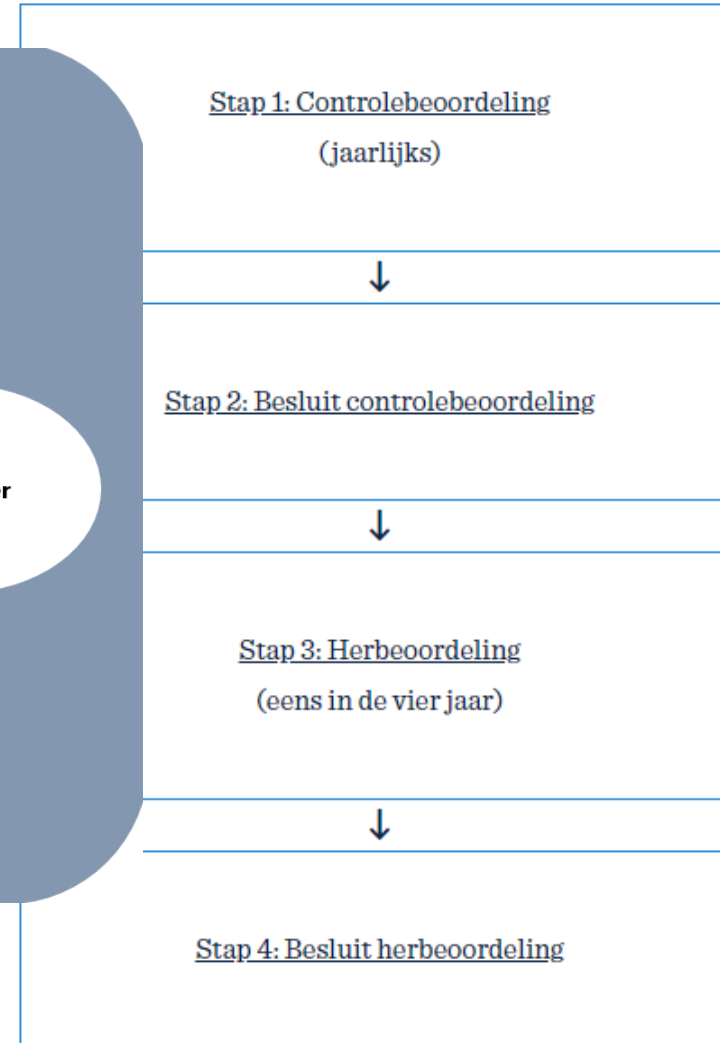 Stap 1: Controlebeoordeling
(jaarlijks)
↓
Stap 2: Besluit controlebeoordeling
↓
Stap 3: Herbeoordeling
(eens in de vier jaar)
↓
Stap 4: Besluit herbeoordeling